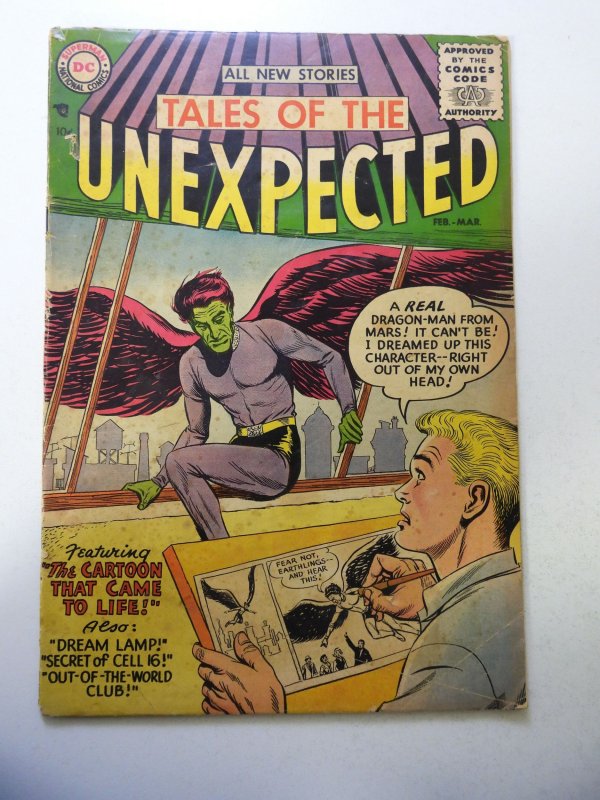 SUPERMAN
DC
NATIONAL COMICS
ALL NEW STORIES
APPROVED
BY THE
COMICS
CODE
CA
AUTHORITY
10¢
TALES OF THE
UNEXPECTED
FEB.-MAR.
A REAL
DRAGON-MAN FROM
MARS! IT CAN'T BE!
I DREAMED UP THIS
CHARACTER--RIGHT
OUT OF MY OWN
HEAD!
FEAR NOT,
EARTHLINGS--
AND HEAR
THIS!
Featuring
"The CARTOON
THAT CAME
TO LIFE!"
Also:
"DREAM LAMP!"
"SECRET of CELL 16!"
"OUT-OF-THE-WORLD
CLUB!"